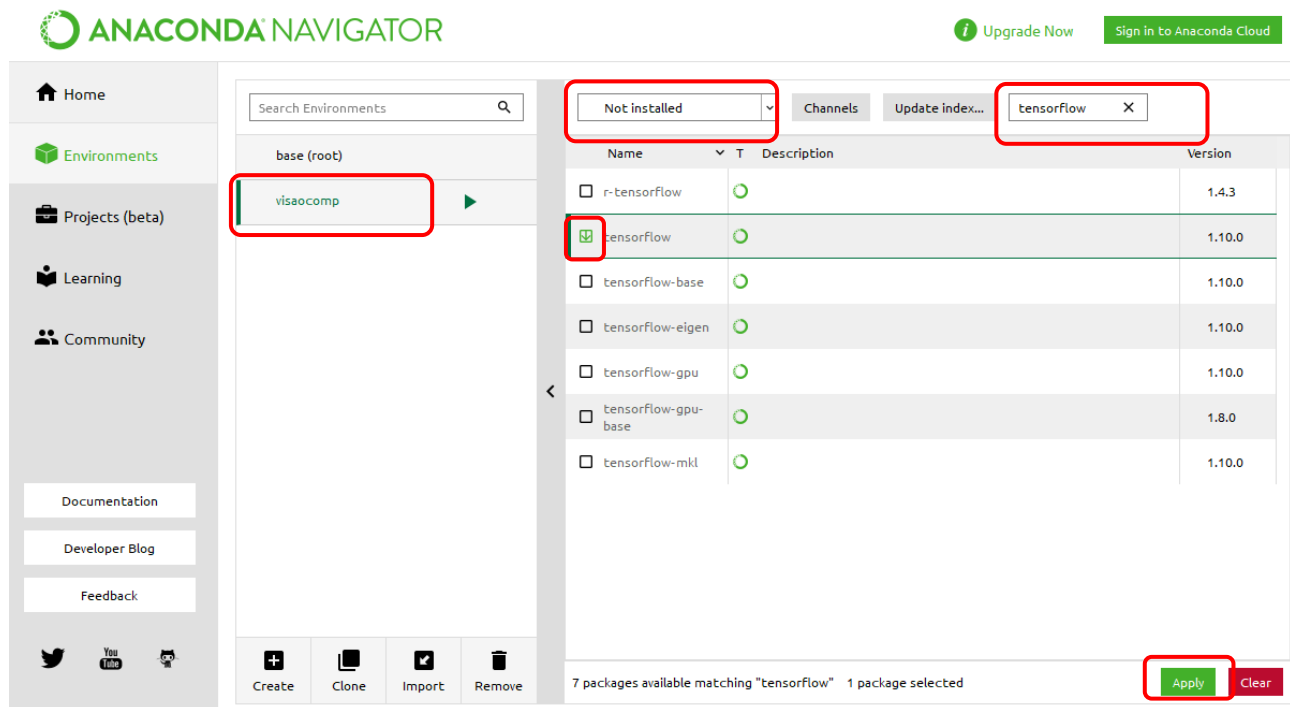 ANACONDA NAVIGATOR
i Upgrade Now
Sign in to Anaconda Cloud
Home
Environments
Projects (beta)
Learning
Community
Documentation
Developer Blog
Feedback
You Tube
Search Environments
base (root)
visaocomp
Create
Clone
Import
Remove
Not installed
Channels
Update index...
tensorflow
Name T Description Version
r-tensorflow 1.4.3
tensorflow 1.10.0
tensorflow-base 1.10.0
tensorflow-eigen 1.10.0
tensorflow-gpu 1.10.0
tensorflow-gpu-
base 1.8.0
tensorflow-mkl 1.10.0
7 packages available matching "tensorflow" 1 package selected
Apply
Clear